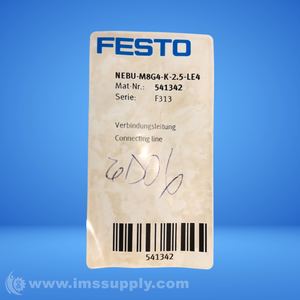 FESTO
NEBU-M8G4-K-2.5-LE4
Mat-Nr.: 541342
Serie: F313
Verbindungsleitung
Connecting line
541342
© www.imssupply.com